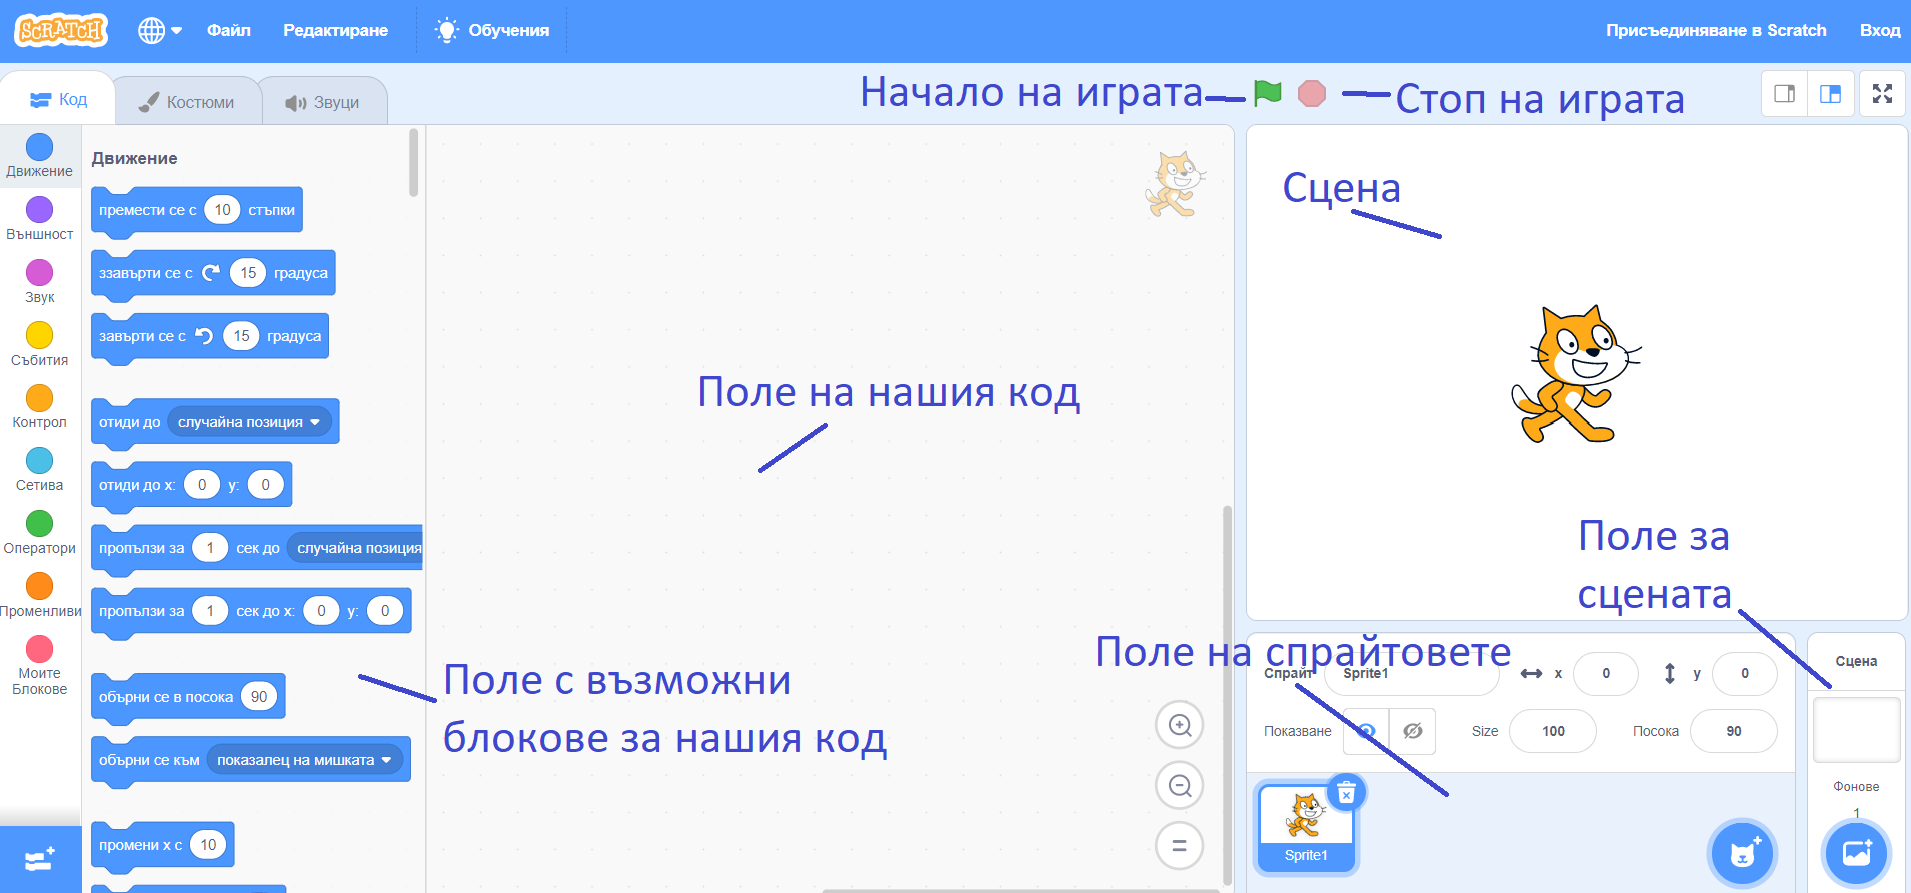 SCRATCH Файл Редактиране Обучения Присъединяване в Scratch Вход
Код Костюми Звуци
Начало на играта
Стоп на играта
Движение
Външност
Звук
Събития
Контрол
Сетива
Оператори
Променливи
Моите
Блокове
Движение
премести се с 10 стъпки
ззавърти се с 15 градуса
завърти се с 15 градуса
отиди до случайна позиция
отиди до x: 0 y: 0
пропълзи за 1 сек до случайна позиция
пропълзи за 1 сек до x: 0 y: 0
обърни се в посока 90
обърни се към показалец на мишката
промени x с 10
Поле на нашия код
Поле с възможни
блокове за нашия код
Сцена
Поле за
сцената
Поле на спрайтовете
Спрайт Sprite1 x 0 y 0
Показване Size 100 Посока 90
Sprite1
Сцена
Фонове
1